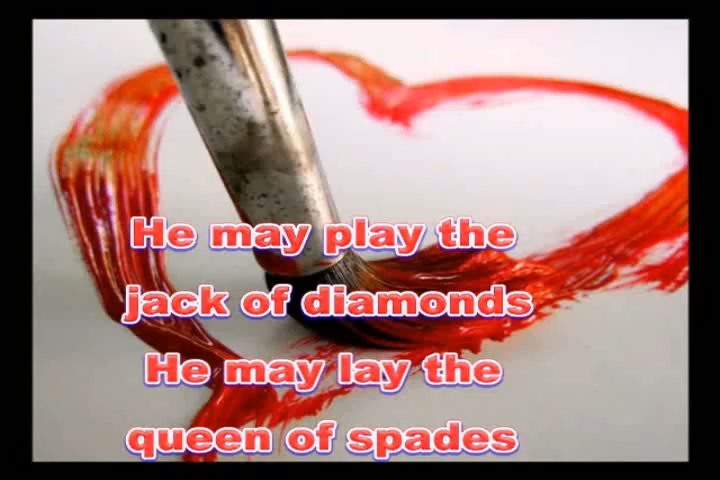 He may play the
jack of diamonds
He may lay the
queen of spades